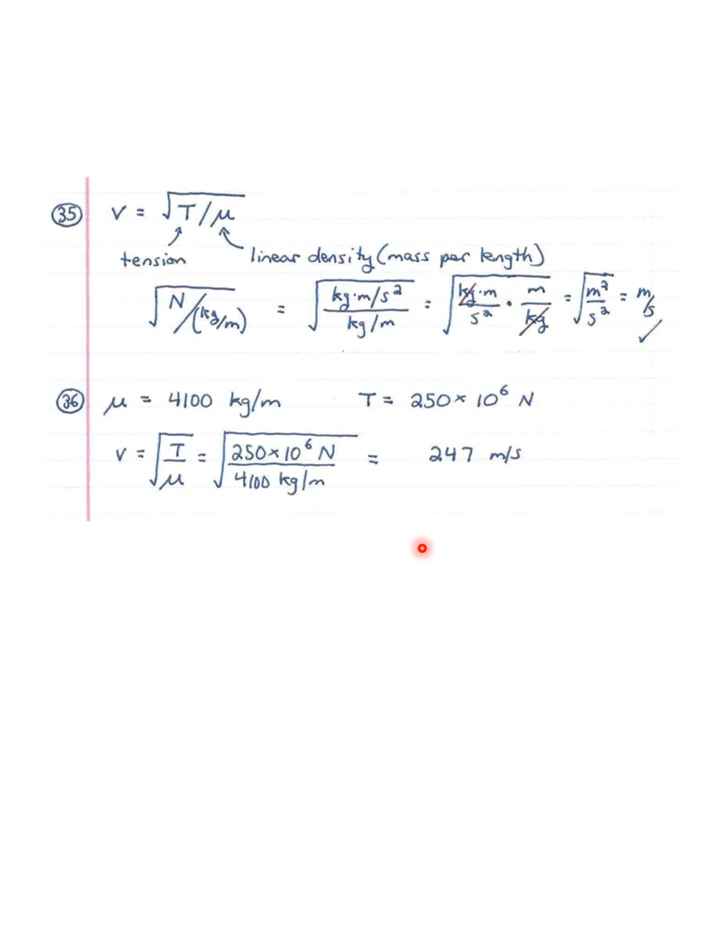 35 v = √T/μ
tension linear density (mass per length)
√N/(kg/m) = √(kg·m/s²)/(kg/m) = √kg·m/s² · m/kg = √m²/s² = m/s ✓
36 μ = 4100 kg/m T = 250 × 10⁶ N
v = √T/μ = √250×10⁶ N/4100 kg/m = 247 m/s